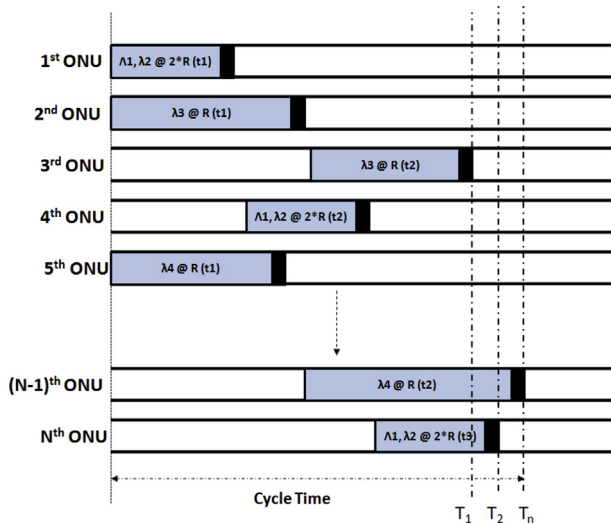 1st ONU
Λ1, λ2 @ 2*R (t1)
2nd ONU
λ3 @ R (t1)
3rd ONU
λ3 @ R (t2)
4th ONU
Λ1, λ2 @ 2*R (t2)
5th ONU
λ4 @ R (t1)
(N-1)th ONU
λ4 @ R (t2)
Nth ONU
Λ1, λ2 @ 2*R (t3)
Cycle Time
T1 T2 Tn